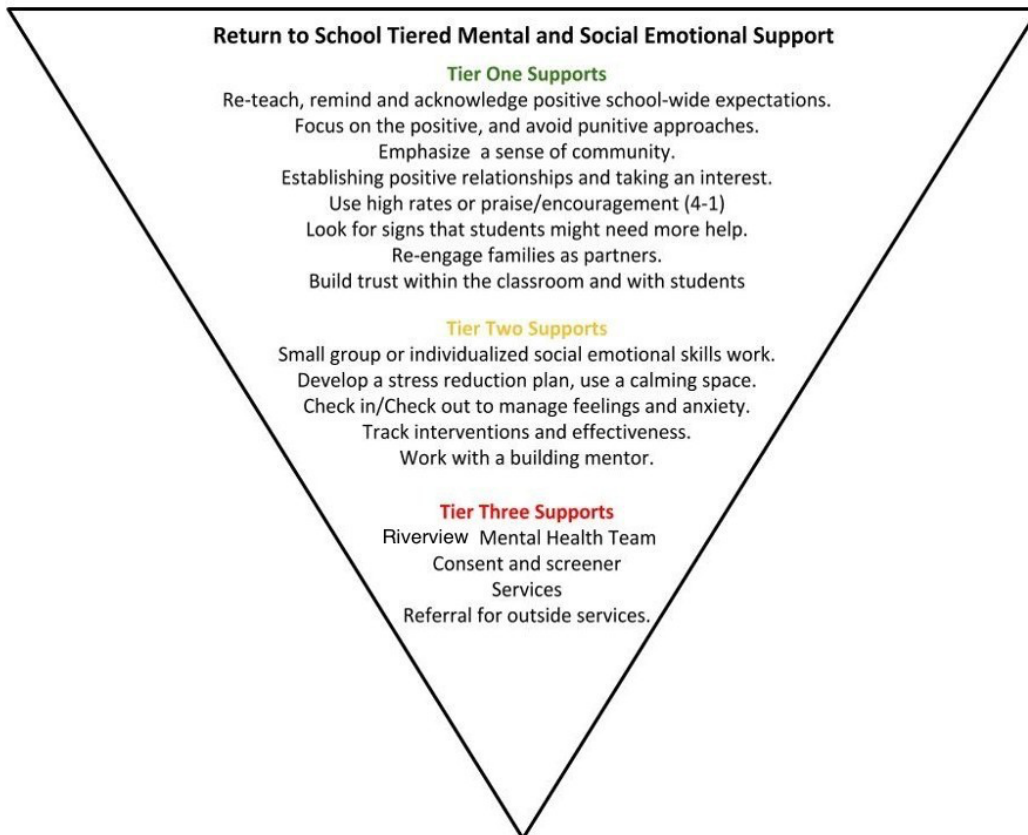 Return to School Tiered Mental and Social Emotional Support
Tier One Supports
Re-teach, remind and acknowledge positive school-wide expectations.
Focus on the positive, and avoid punitive approaches.
Emphasize a sense of community.
Establishing positive relationships and taking an interest.
Use high rates or praise/encouragement (4-1)
Look for signs that students might need more help.
Re-engage families as partners.
Build trust within the classroom and with students
Tier Two Supports
Small group or individualized social emotional skills work.
Develop a stress reduction plan, use a calming space.
Check in/Check out to manage feelings and anxiety.
Track interventions and effectiveness.
Work with a building mentor.
Tier Three Supports
Riverview Mental Health Team
Consent and screener
Services
Referral for outside services.